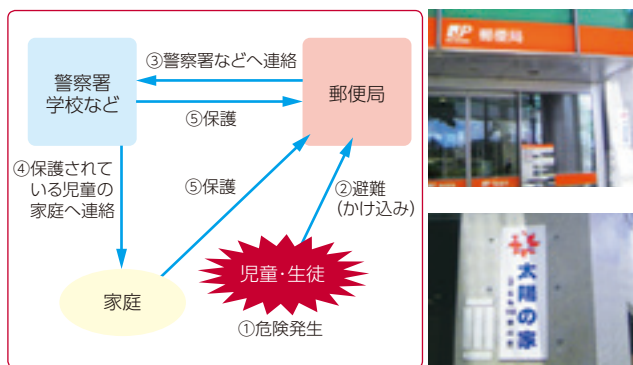 ③警察署などへ連絡
警察署
学校など
郵便局
⑤保護
④保護されて
いる児童の
家庭へ連絡
⑤保護
②避難
(かけ込み)
児童・生徒
家庭
①危険発生
JP 郵便局
太陽の家